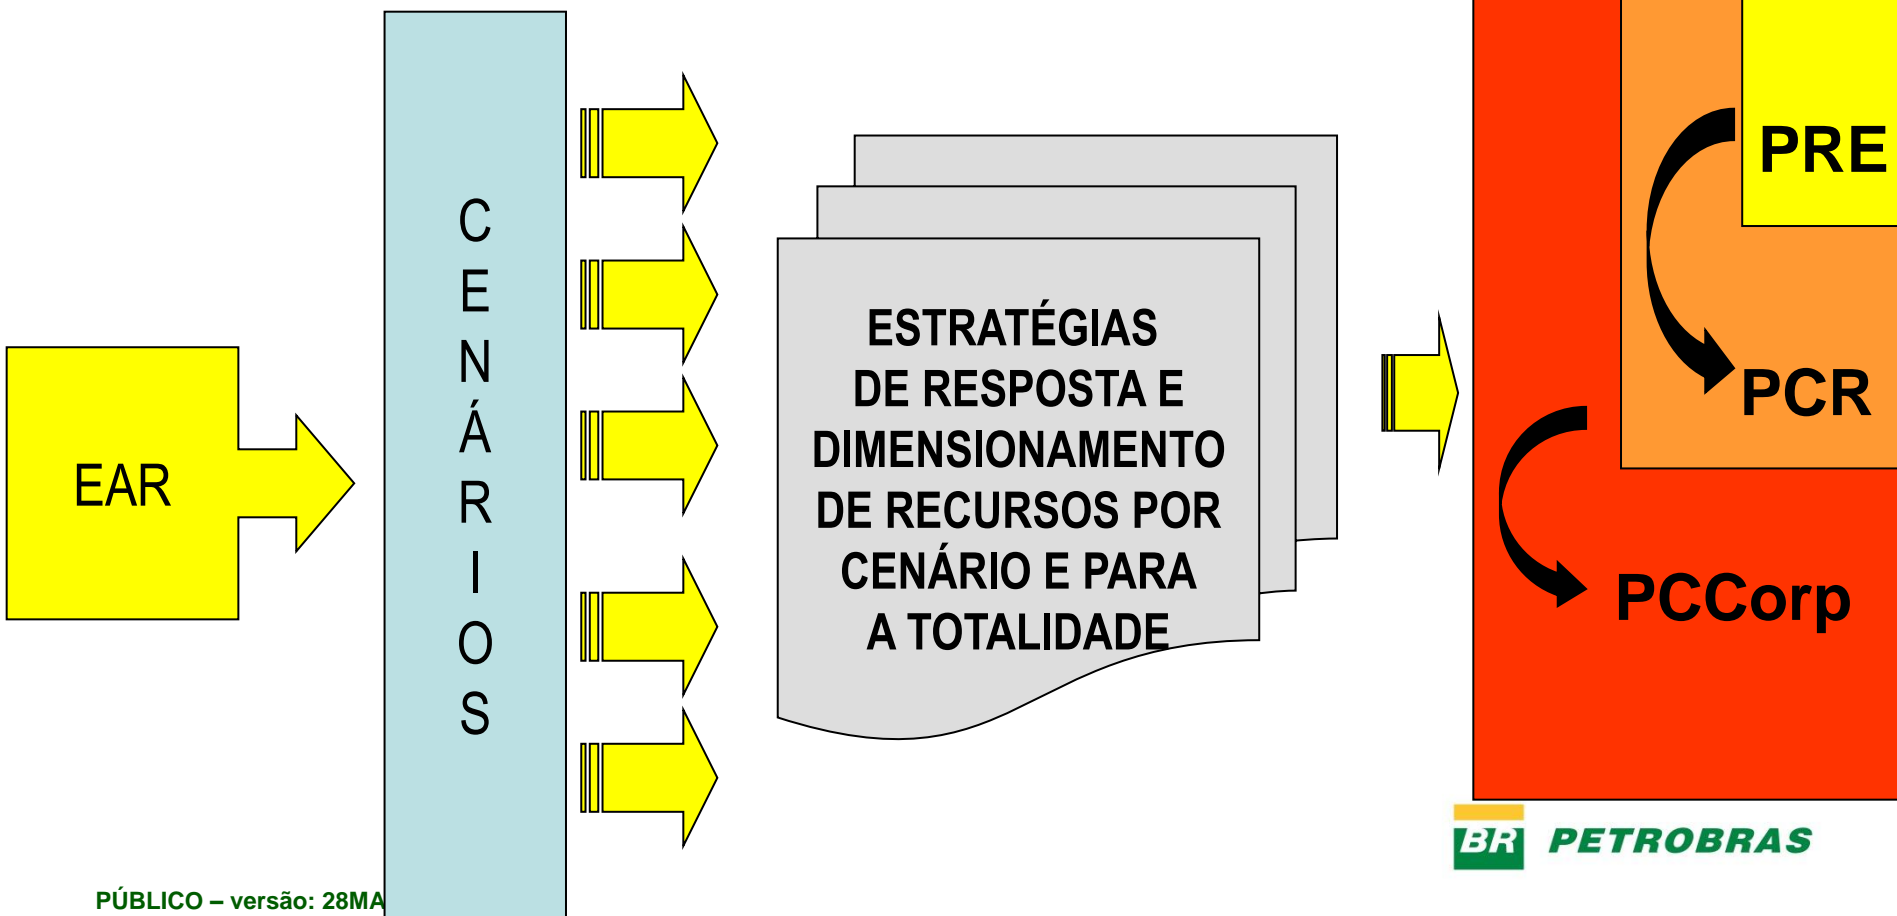 EAR
CENÁRIOS
ESTRATÉGIAS
DE RESPOSTA E
DIMENSIONAMENTO
DE RECURSOS POR
CENÁRIO E PARA
A TOTALIDADE
PRE
PCR
PCCorp
BR PETROBRAS
PÚBLICO – versão: 28MA